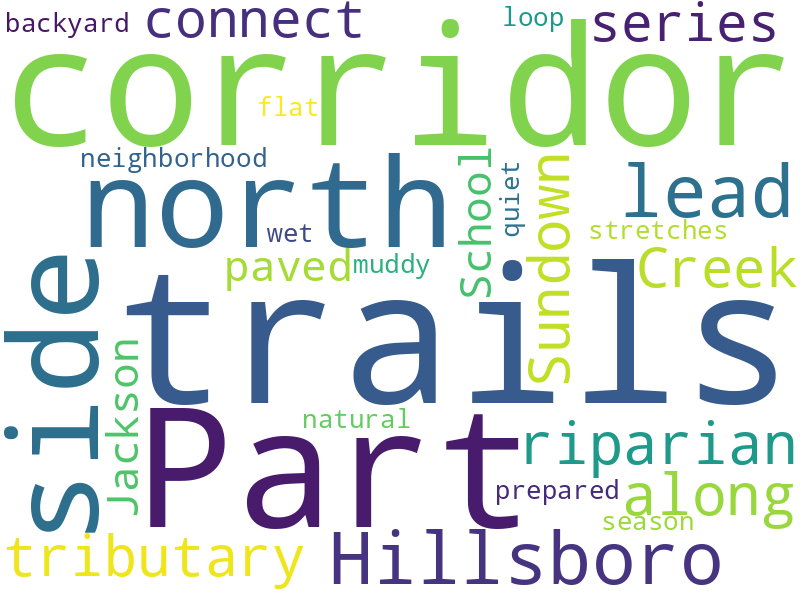 backyard connect loop series
corridor
flat
neighborhood
north School quiet Sundown lead
wet
stretches
paved muddy Creek
side
trails
Jackson
Part
natural
riparian
prepared along
season
tributary Hillsboro